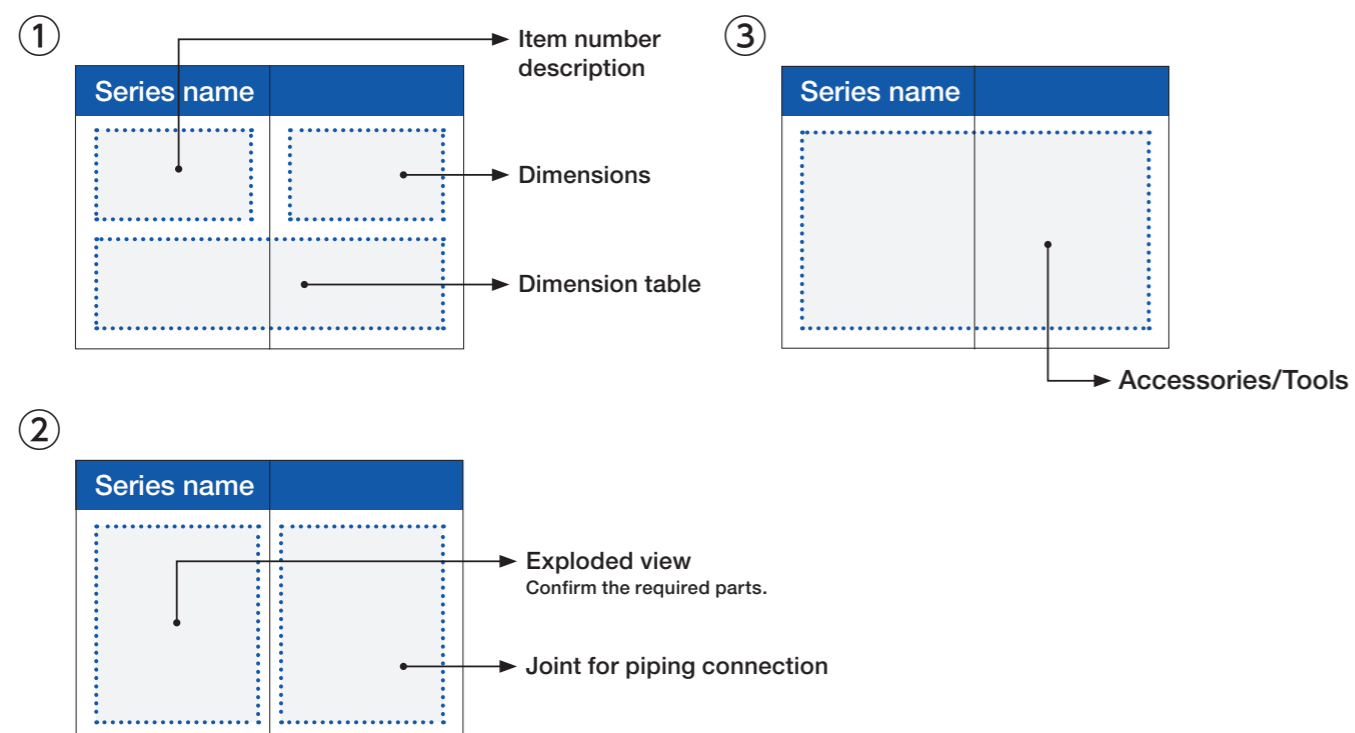 ①
Item number
description
Series name
Dimensions
Dimension table
②
Series name
Exploded view
Confirm the required parts.
Joint for piping connection
③
Series name
Accessories/Tools